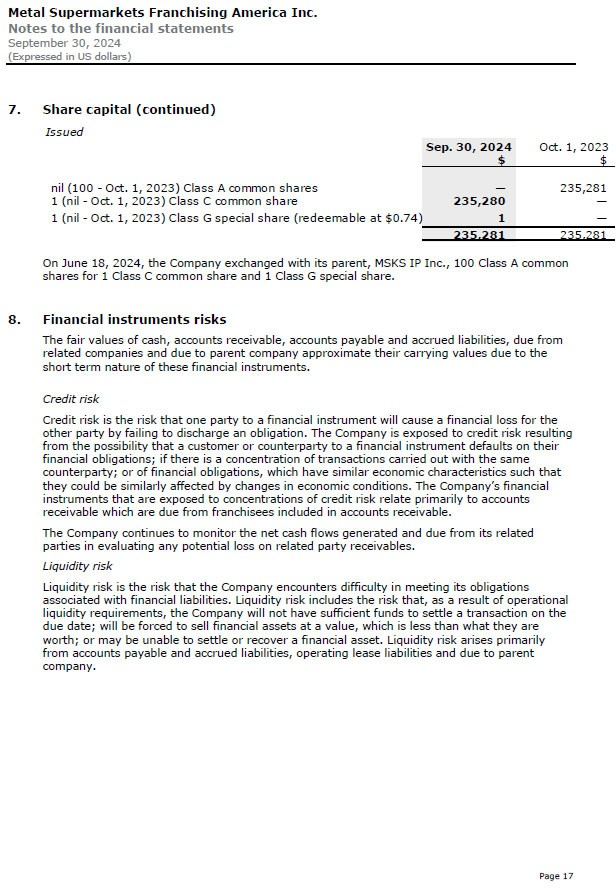 Metal Supermarkets Franchising America Inc.
Notes to the financial statements
September 30, 2024
(Expressed in US dollars)
7. Share capital (continued)
Issued
Sep. 30, 2024 Oct. 1, 2023
$ $
nil (100 - Oct. 1, 2023) Class A common shares — 235,281
1 (nil - Oct. 1, 2023) Class C common share 235,280 —
1 (nil - Oct. 1, 2023) Class G special share (redeemable at $0.74) 1 —
235,281 235,281
On June 18, 2024, the Company exchanged with its parent, MSKS IP Inc., 100 Class A common
shares for 1 Class C common share and 1 Class G special share.
8. Financial instruments risks
The fair values of cash, accounts receivable, accounts payable and accrued liabilities, due from
related companies and due to parent company approximate their carrying values due to the
short term nature of these financial instruments.
Credit risk
Credit risk is the risk that one party to a financial instrument will cause a financial loss for the
other party by failing to discharge an obligation. The Company is exposed to credit risk resulting
from the possibility that a customer or counterparty to a financial instrument defaults on their
financial obligations; if there is a concentration of transactions carried out with the same
counterparty; or of financial obligations, which have similar economic characteristics such that
they could be similarly affected by changes in economic conditions. The Company's financial
instruments that are exposed to concentrations of credit risk relate primarily to accounts
receivable which are due from franchisees included in accounts receivable.
The Company continues to monitor the net cash flows generated and due from its related
parties in evaluating any potential loss on related party receivables.
Liquidity risk
Liquidity risk is the risk that the Company encounters difficulty in meeting its obligations
associated with financial liabilities. Liquidity risk includes the risk that, as a result of operational
liquidity requirements, the Company will not have sufficient funds to settle a transaction on the
due date; will be forced to sell financial assets at a value, which is less than what they are
worth; or may be unable to settle or recover a financial asset. Liquidity risk arises primarily
from accounts payable and accrued liabilities, operating lease liabilities and due to parent
company.
Page 17